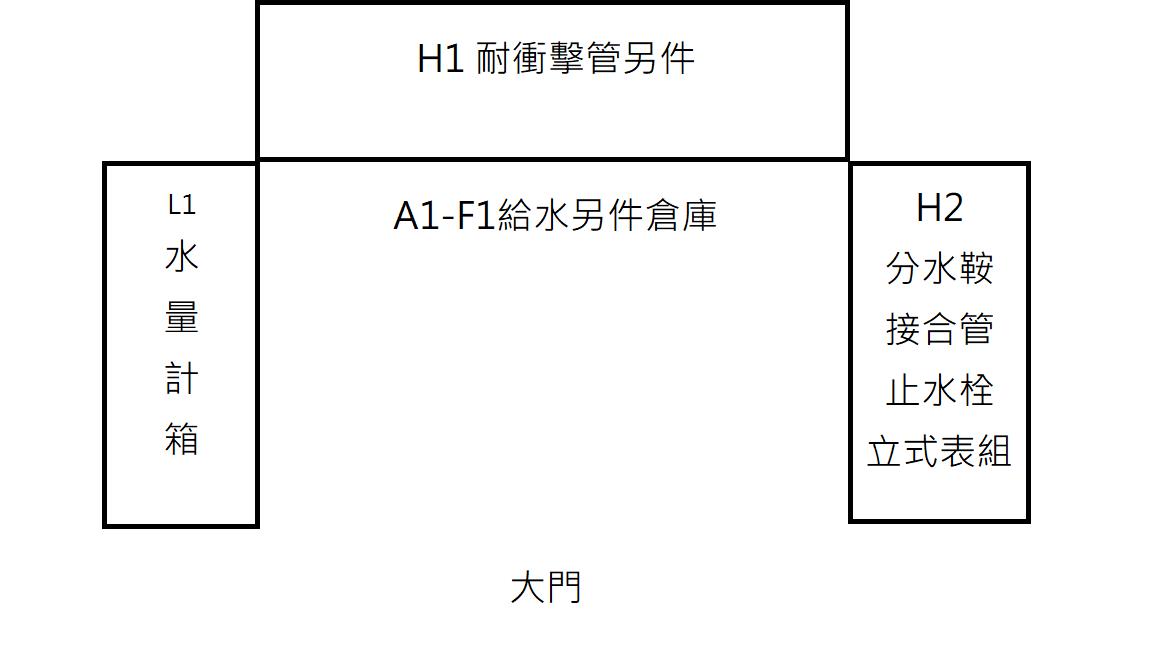 H1 耐衝擊管另件
A1-F1給水另件倉庫
L1
水
量
計
箱
H2
分水鞍
接合管
止水栓
立式表組
大門